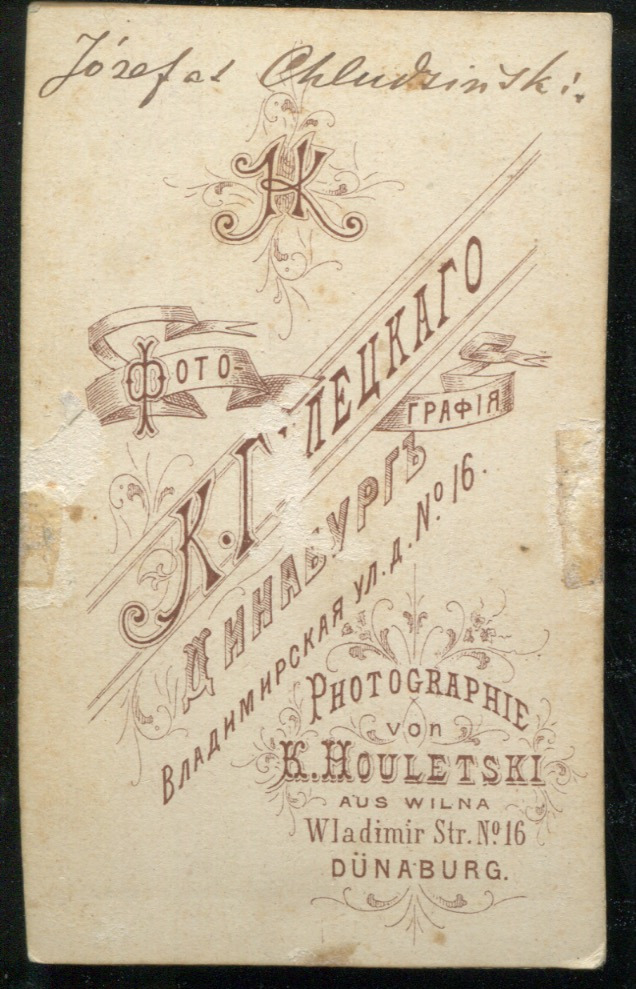 Józefat Chludziński.
К
ФОТО-
ГРАФІЯ
К. ЛЕЦКАГО
ДИНАБУРГЪ
ВЛАДИМИРСКАЯ УЛ. Д. № 16.
PHOTOGRAPHIE
von
K. HOULETSKI
AUS WILNA
Wladimir Str. № 16
DÜNABURG.